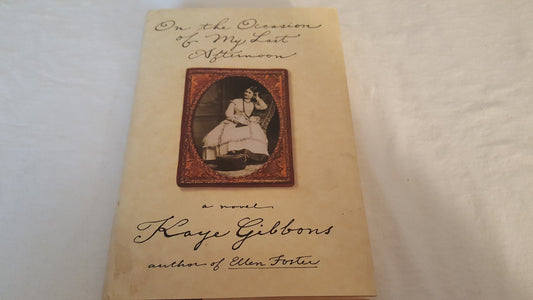 On the Occasion
of My Last
Afternoon
a novel
Kaye Gibbons
author of Ellen Foster